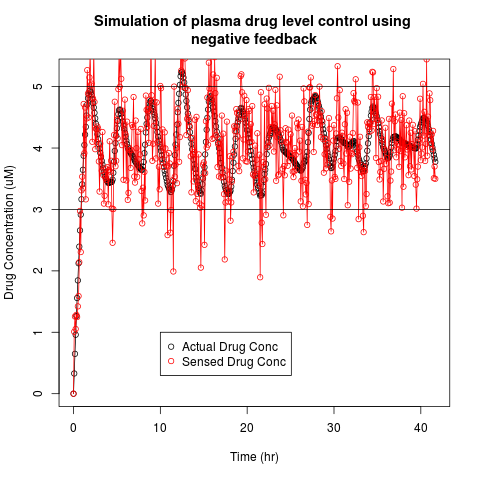 Simulation of plasma drug level control using
negative feedback
Drug Concentration (uM)
5
4
3
2
1
0
Actual Drug Conc
Sensed Drug Conc
0
10
20
30
40
Time (hr)